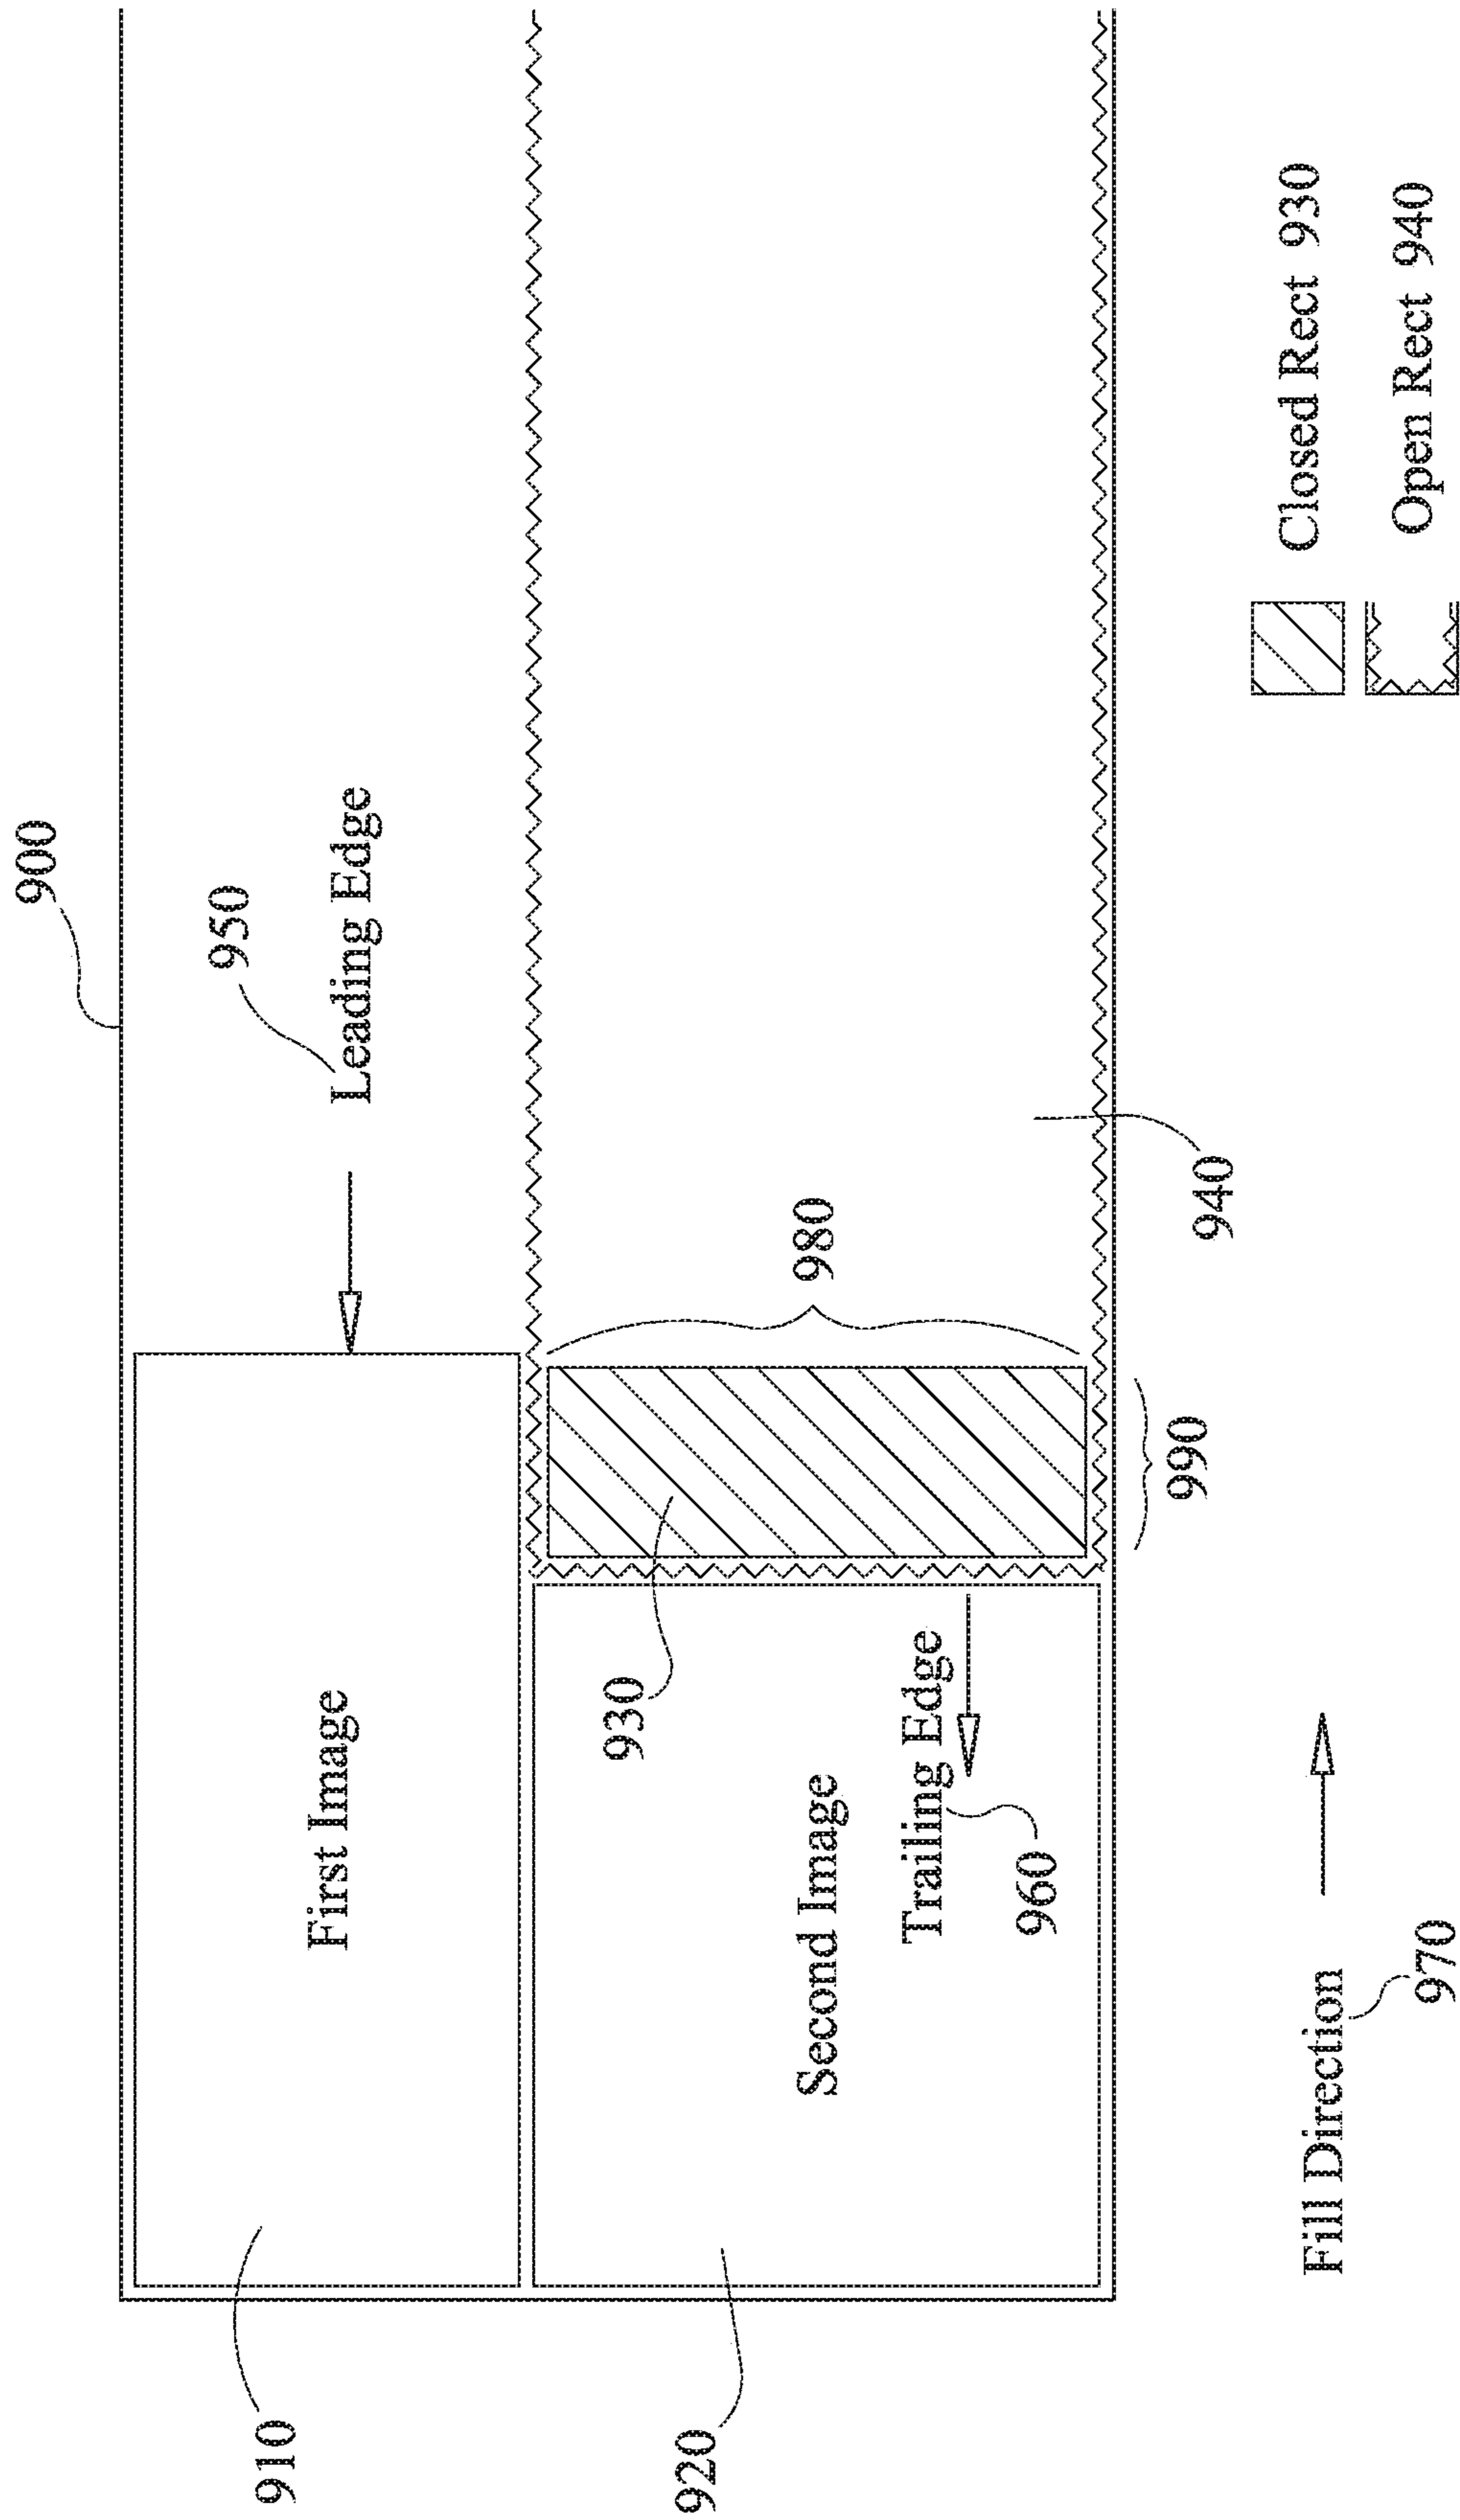 900
950
Leading Edge
First Image
910
930
980
Second Image
Trailing Edge
960
920
940
990
Fill Direction
970
Closed Rect 930
Open Rect 940